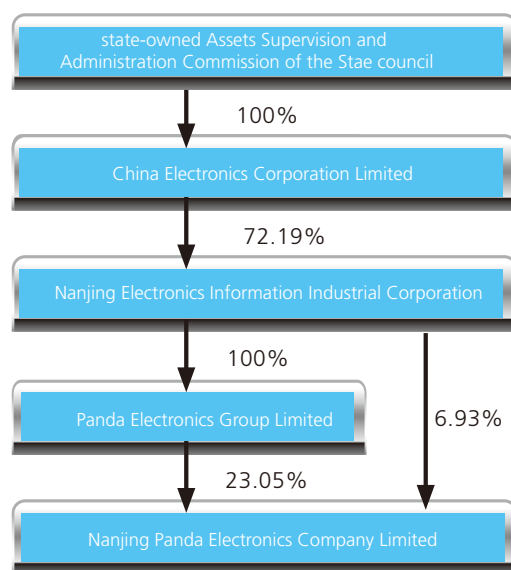 state-owned Assets Supervision and
Administration Commission of the Stae council
100%
China Electronics Corporation Limited
72.19%
Nanjing Electronics Information Industrial Corporation
100%
Panda Electronics Group Limited
6.93%
23.05%
Nanjing Panda Electronics Company Limited